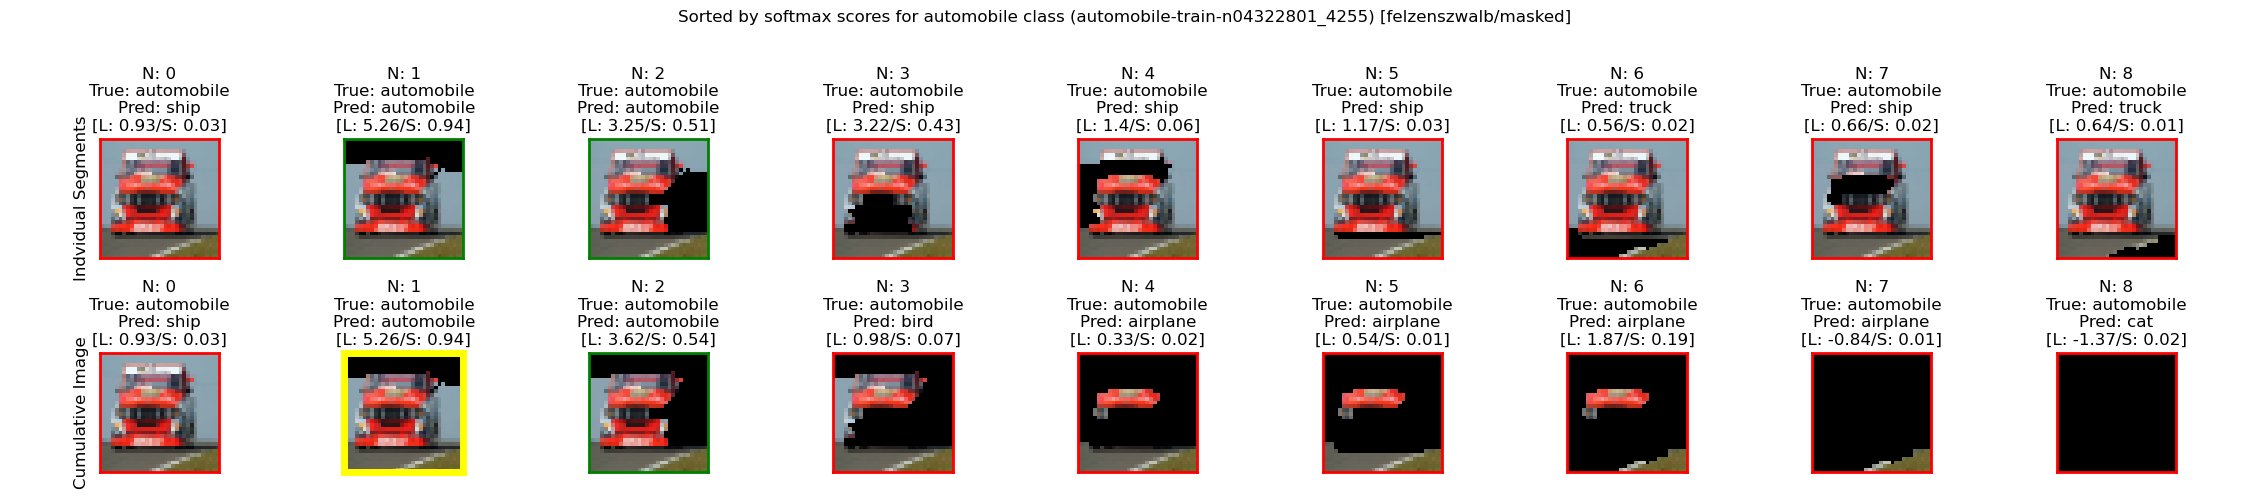 Sorted by softmax scores for automobile class (automobile-train-n04322801_4255) [felzenszwalb/masked]
Indvidual Segments
N: 0
True: automobile
Pred: ship
[L: 0.93/S: 0.03]
N: 1
True: automobile
Pred: automobile
[L: 5.26/S: 0.94]
N: 2
True: automobile
Pred: automobile
[L: 3.25/S: 0.51]
N: 3
True: automobile
Pred: ship
[L: 3.22/S: 0.43]
N: 4
True: automobile
Pred: ship
[L: 1.4/S: 0.06]
N: 5
True: automobile
Pred: ship
[L: 1.17/S: 0.03]
N: 6
True: automobile
Pred: truck
[L: 0.56/S: 0.02]
N: 7
True: automobile
Pred: ship
[L: 0.66/S: 0.02]
N: 8
True: automobile
Pred: truck
[L: 0.64/S: 0.01]
Cumulative Image
N: 0
True: automobile
Pred: ship
[L: 0.93/S: 0.03]
N: 1
True: automobile
Pred: automobile
[L: 5.26/S: 0.94]
N: 2
True: automobile
Pred: automobile
[L: 3.62/S: 0.54]
N: 3
True: automobile
Pred: bird
[L: 0.98/S: 0.07]
N: 4
True: automobile
Pred: airplane
[L: 0.33/S: 0.02]
N: 5
True: automobile
Pred: airplane
[L: 0.54/S: 0.01]
N: 6
True: automobile
Pred: airplane
[L: 1.87/S: 0.19]
N: 7
True: automobile
Pred: airplane
[L: -0.84/S: 0.01]
N: 8
True: automobile
Pred: cat
[L: -1.37/S: 0.02]